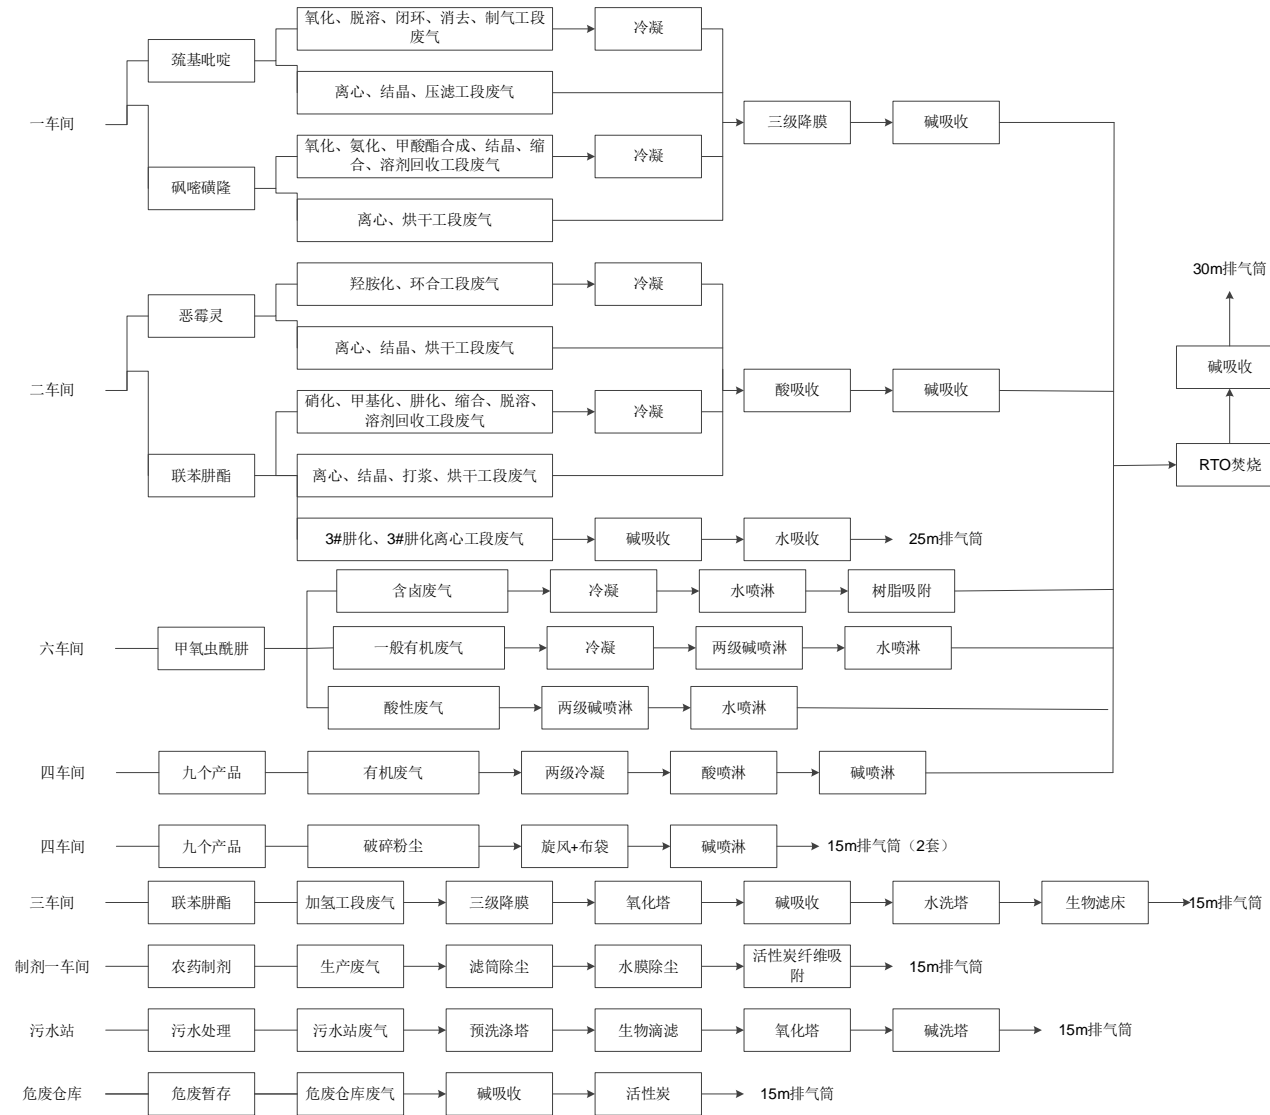 氧化、脱溶、闭环、消去、制气工段
废气
冷凝
巯基吡啶
离心、结晶、压滤工段废气
一车间
三级降膜
碱吸收
氧化、氨化、甲酸酯合成、结晶、缩
合、溶剂回收工段废气
冷凝
砜嘧磺隆
离心、烘干工段废气
30m排气筒
羟胺化、环合工段废气
冷凝
恶霉灵
离心、结晶、烘干工段废气
碱吸收
二车间
酸吸收
碱吸收
硝化、甲基化、肼化、缩合、脱溶、
溶剂回收工段废气
冷凝
联苯肼酯
离心、结晶、打浆、烘干工段废气
RTO焚烧
3#肼化、3#肼化离心工段废气
碱吸收
水吸收
25m排气筒
含卤废气
冷凝
水喷淋
树脂吸附
六车间
甲氧虫酰肼
一般有机废气
冷凝
两级碱喷淋
水喷淋
酸性废气
两级碱喷淋
水喷淋
四车间
九个产品
有机废气
两级冷凝
酸喷淋
碱喷淋
四车间
九个产品
破碎粉尘
旋风+布袋
碱喷淋
15m排气筒（2套）
三车间
联苯肼酯
加氢工段废气
三级降膜
氧化塔
碱吸收
水洗塔
生物滤床
15m排气筒
制剂一车间
农药制剂
生产废气
滤筒除尘
水膜除尘
活性炭纤维吸
附
15m排气筒
污水站
污水处理
污水站废气
预洗涤塔
生物滴滤
氧化塔
碱洗塔
15m排气筒
危废仓库
危废暂存
危废仓库废气
碱吸收
活性炭
15m排气筒